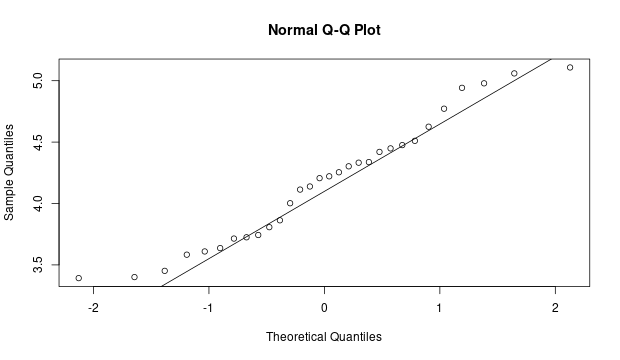 Normal Q-Q Plot
Sample Quantiles
5.0
4.5
4.0
3.5
-2 -1 0 1 2
Theoretical Quantiles